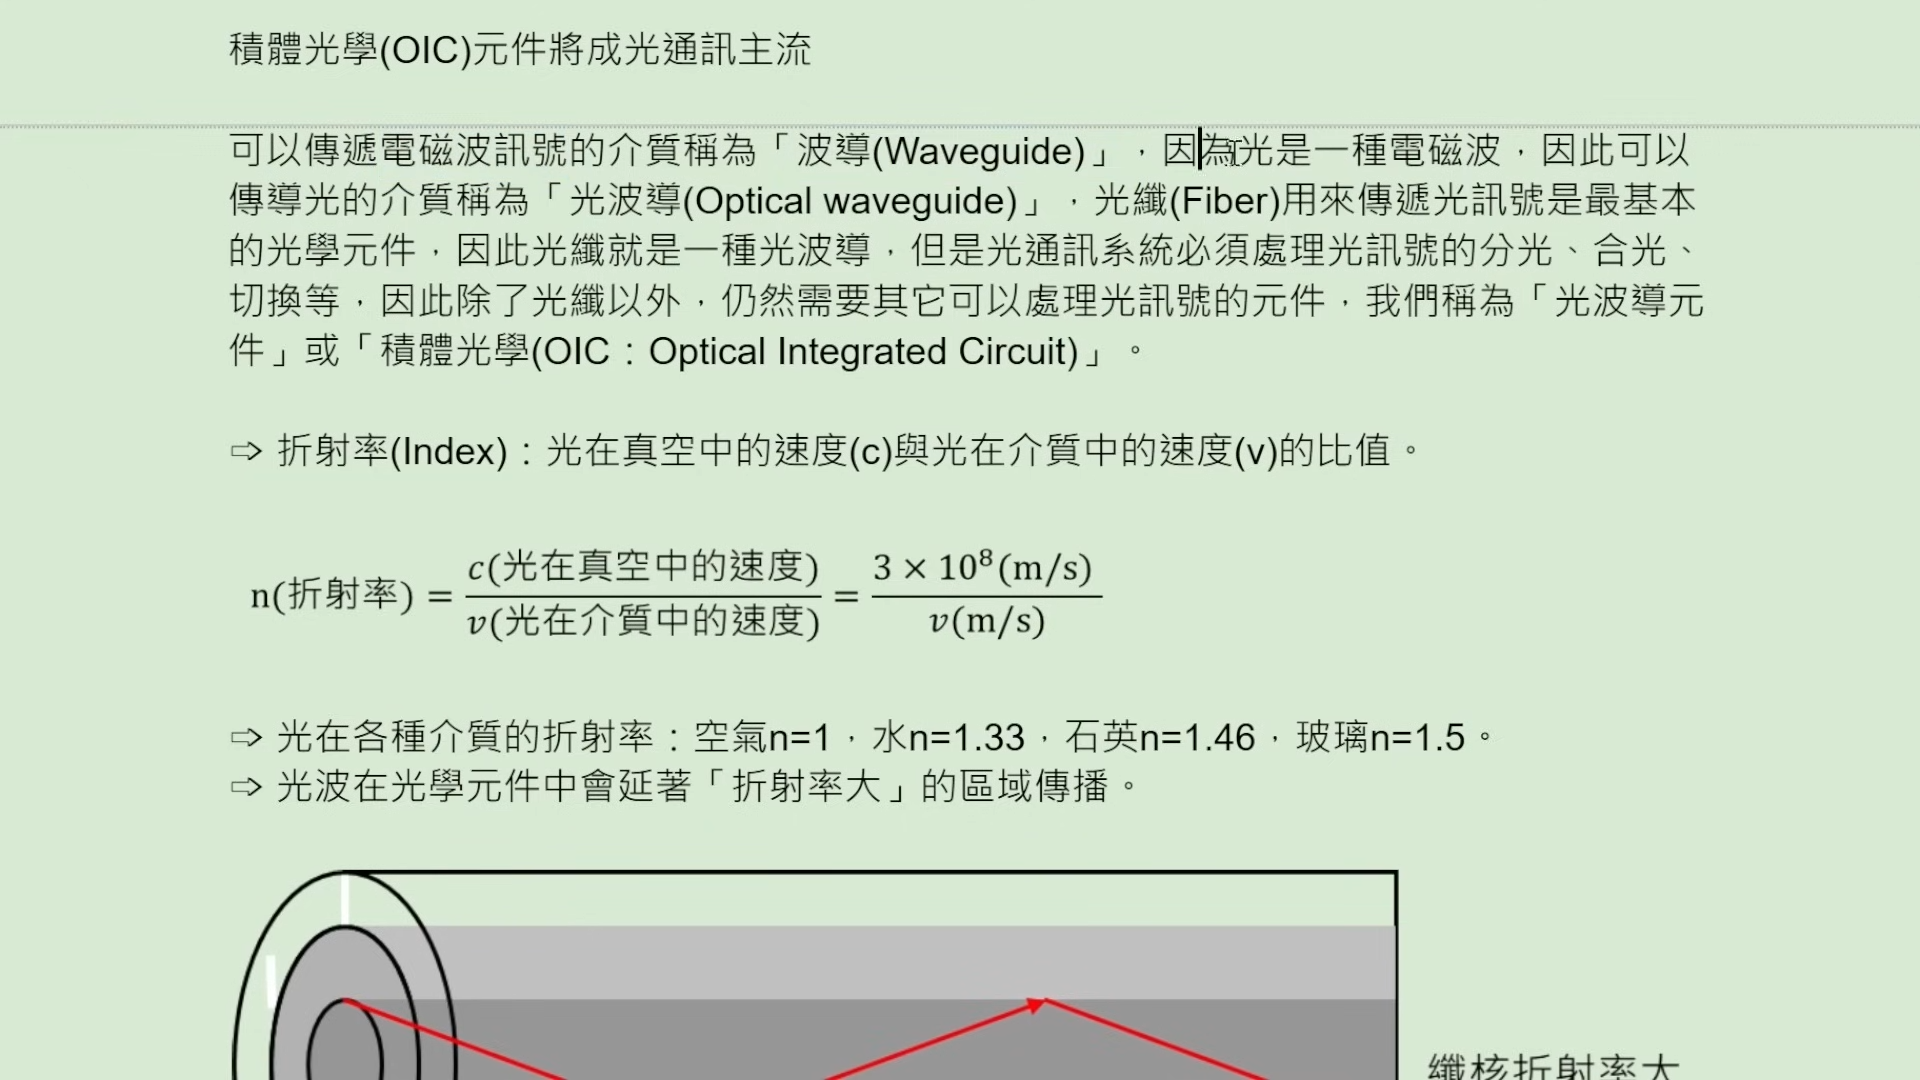 積體光學(OIC)元件將成光通訊主流
可以傳遞電磁波訊號的介質稱為「波導(Waveguide)」，因為光是一種電磁波，因此可以
傳導光的介質稱為「光波導(Optical waveguide)」，光纖(Fiber)用來傳遞光訊號是最基本
的光學元件，因此光纖就是一種光波導，但是光通訊系統必須處理光訊號的分光、合光、
切換等，因此除了光纖以外，仍然需要其它可以處理光訊號的元件，我們稱為「光波導元
件」或「積體光學(OIC：Optical Integrated Circuit)」。
⇨ 折射率(Index)：光在真空中的速度(c)與光在介質中的速度(v)的比值。
n(折射率) = c(光在真空中的速度) / v(光在介質中的速度) = 3 × 10⁸(m/s) / v(m/s)
⇨ 光在各種介質的折射率：空氣n=1，水n=1.33，石英n=1.46，玻璃n=1.5。
⇨ 光波在光學元件中會延著「折射率大」的區域傳播。
纖核折射率大